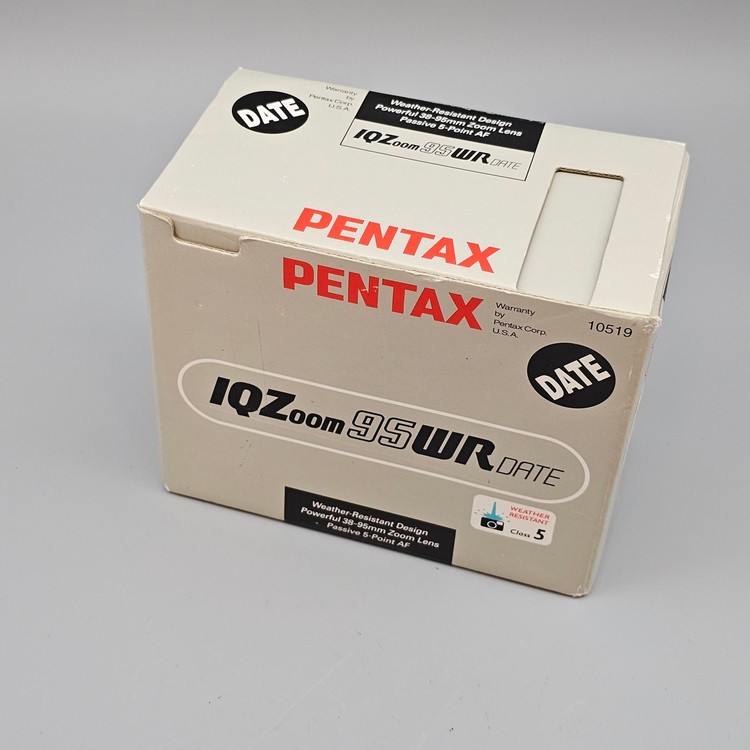 DATE
Warranty
by
Pentax Corp.
U.S.A.
Weather-Resistant Design
Powerful 38-95mm Zoom Lens
Passive 5-Point AF
IQZoom 95WR DATE
PENTAX
PENTAX
Warranty
by
Pentax Corp.
U.S.A.
10519
DATE
IQZoom 95WR DATE
WEATHER
RESISTANT
Class 5
Weather-Resistant Design
Powerful 38-95mm Zoom Lens
Passive 5-Point AF